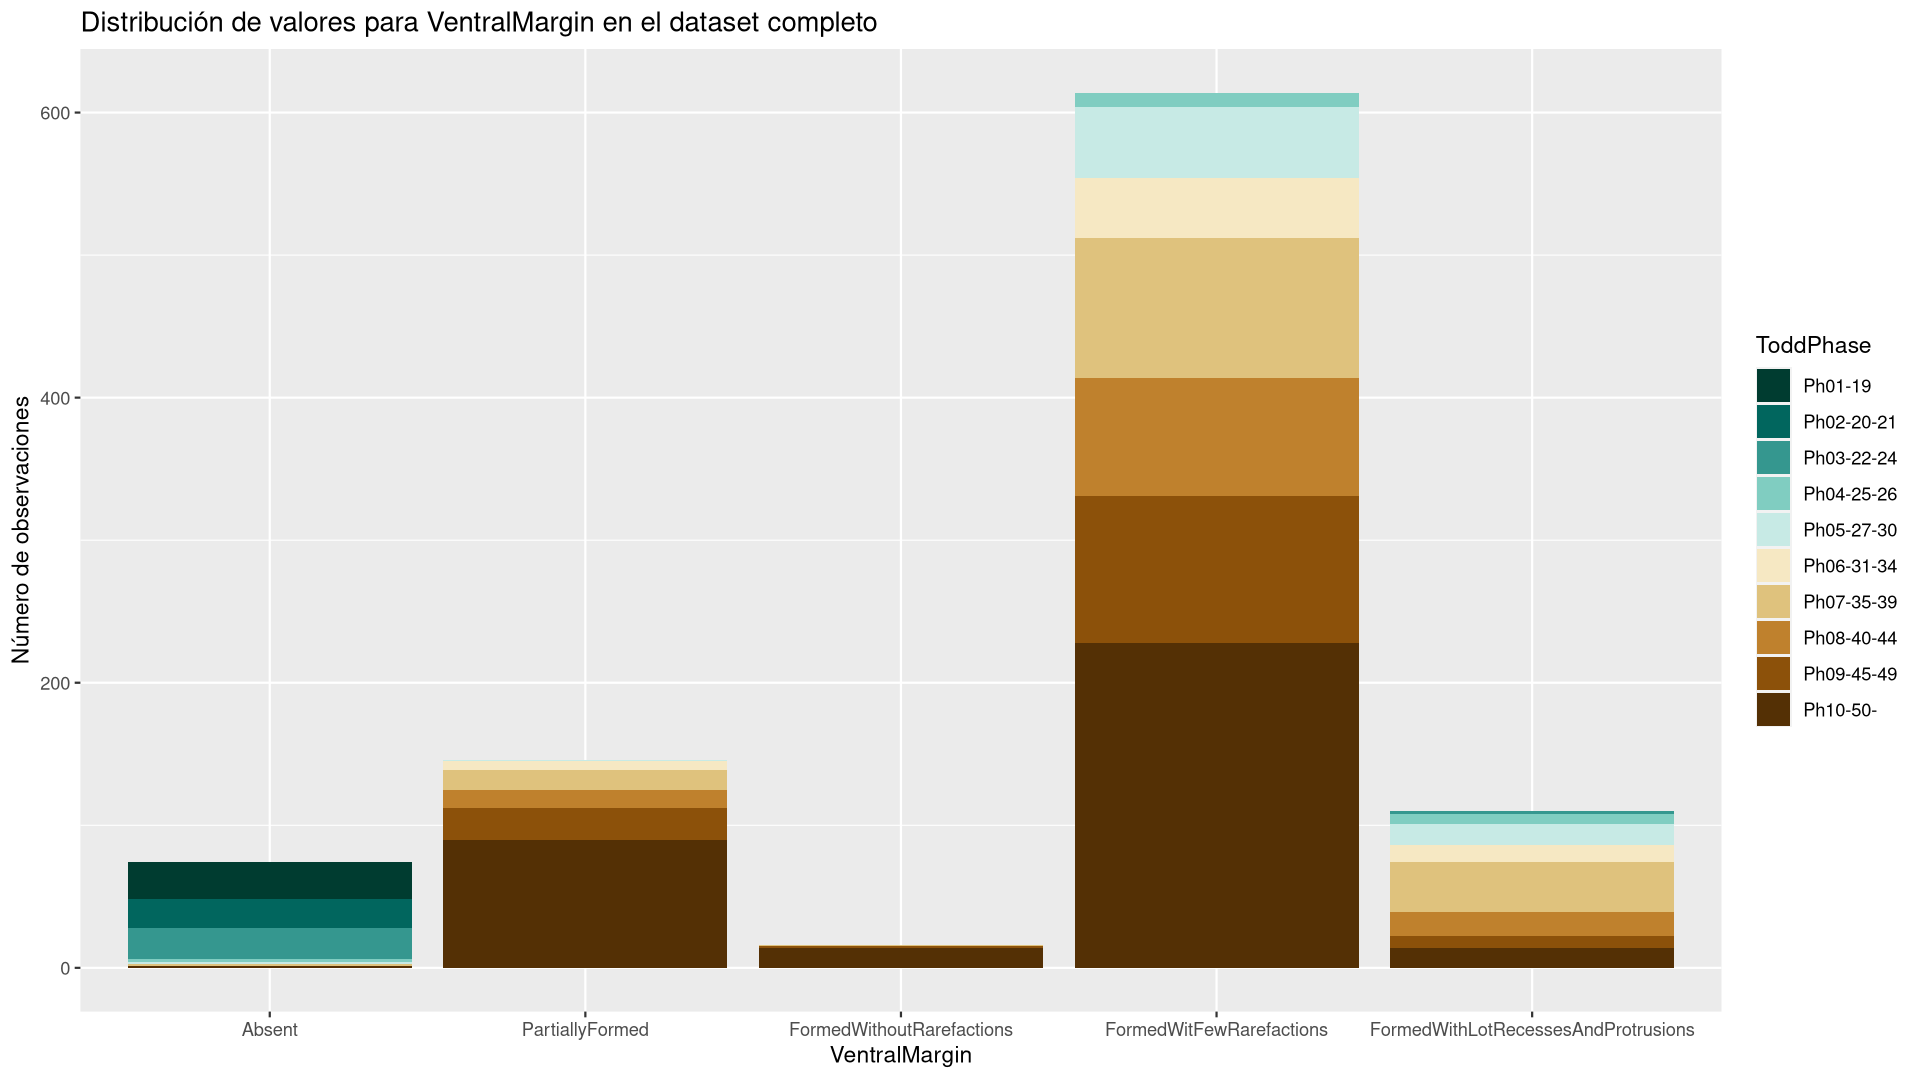 Distribución de valores para VentralMargin en el dataset completo
Número de observaciones
600
400
200
0
Absent
PartiallyFormed
FormedWithoutRarefactions
FormedWitFewRarefactions
FormedWithLotRecessesAndProtrusions
VentralMargin
ToddPhase
Ph01-19
Ph02-20-21
Ph03-22-24
Ph04-25-26
Ph05-27-30
Ph06-31-34
Ph07-35-39
Ph08-40-44
Ph09-45-49
Ph10-50-